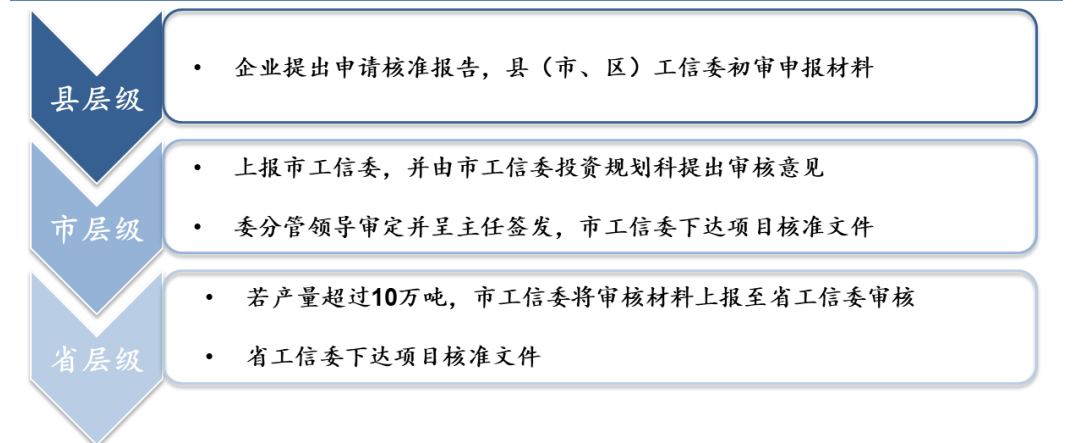 县层级
• 企业提出申请核准报告，县（市、区）工信委初审申报材料
市层级
• 上报市工信委，并由市工信委投资规划科提出审核意见
• 委分管领导审定并呈主任签发，市工信委下达项目核准文件
省层级
• 若产量超过10万吨，市工信委将审核材料上报至省工信委审核
• 省工信委下达项目核准文件